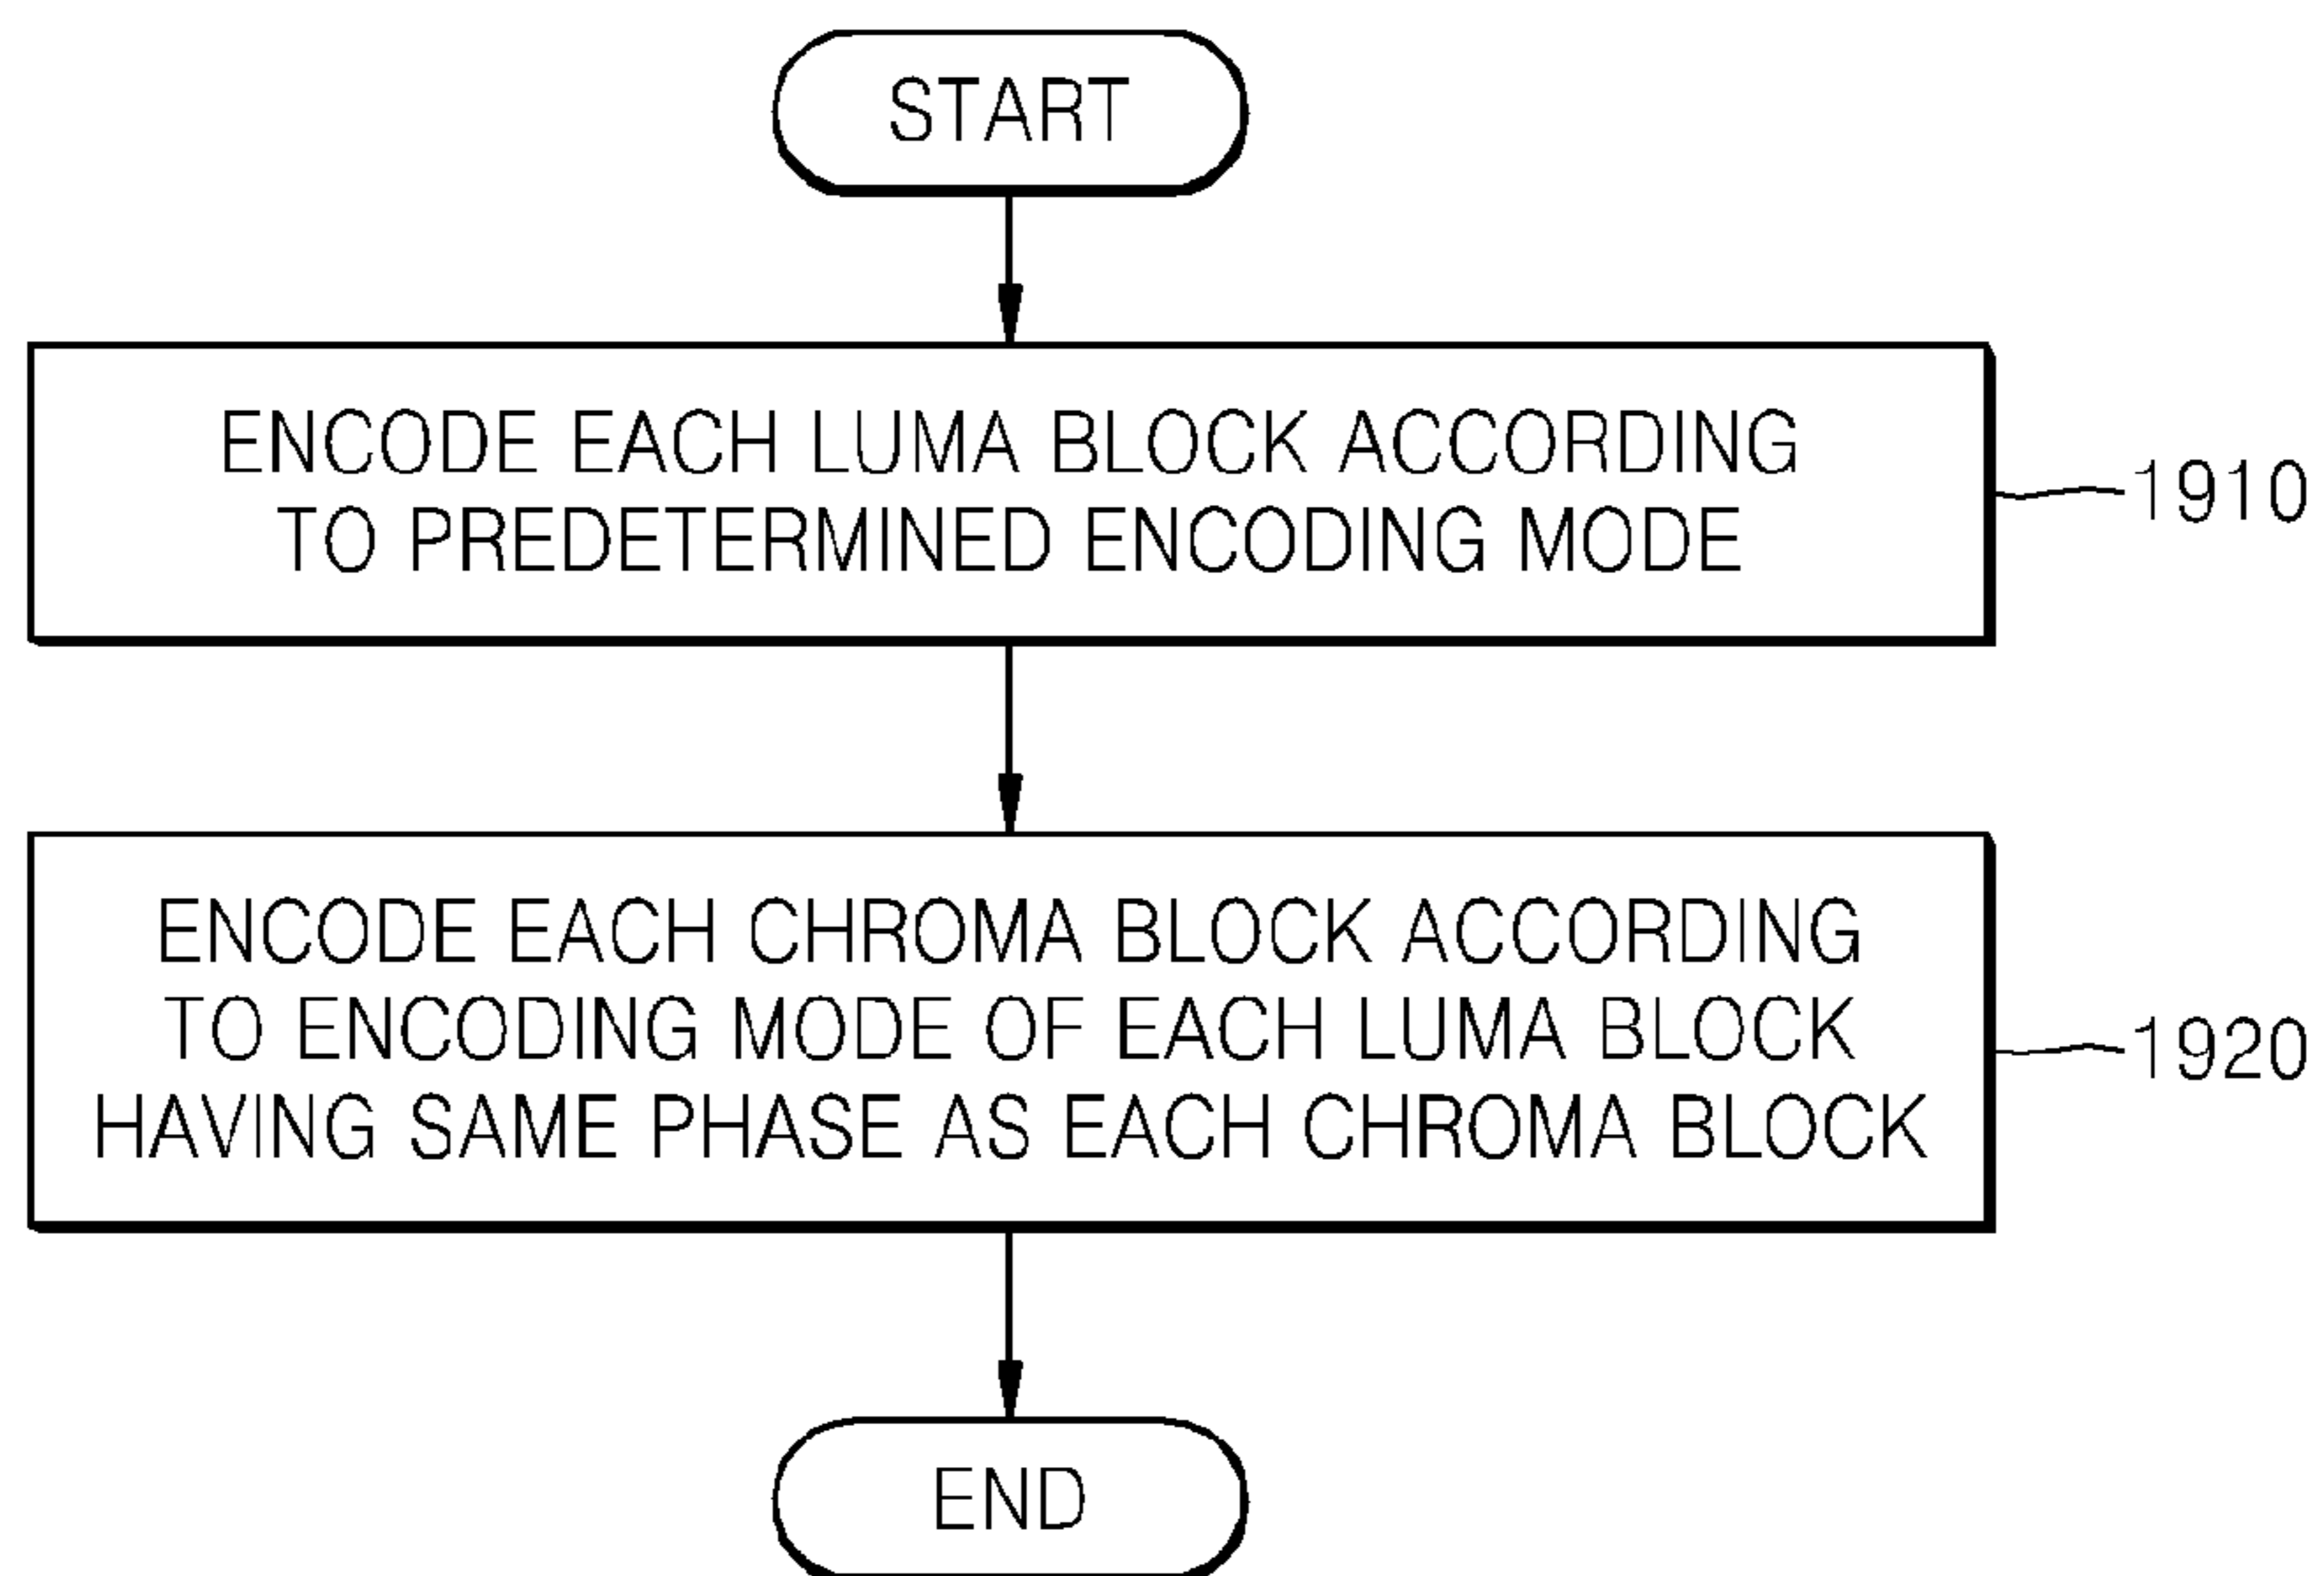 START
ENCODE EACH LUMA BLOCK ACCORDING
TO PREDETERMINED ENCODING MODE
1910
ENCODE EACH CHROMA BLOCK ACCORDING
TO ENCODING MODE OF EACH LUMA BLOCK
HAVING SAME PHASE AS EACH CHROMA BLOCK
1920
END